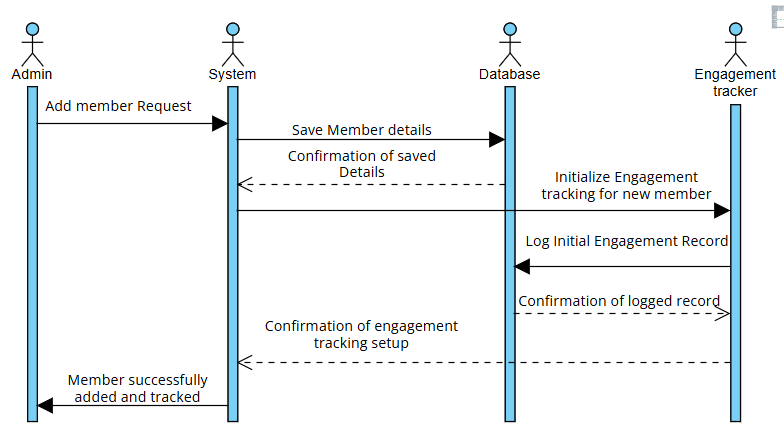 Admin
System
Database
Engagement
tracker
Add member Request
Save Member details
Confirmation of saved
Details
Initialize Engagement
tracking for new member
Log Initial Engagement Record
Confirmation of logged record
Confirmation of engagement
tracking setup
Member successfully
added and tracked